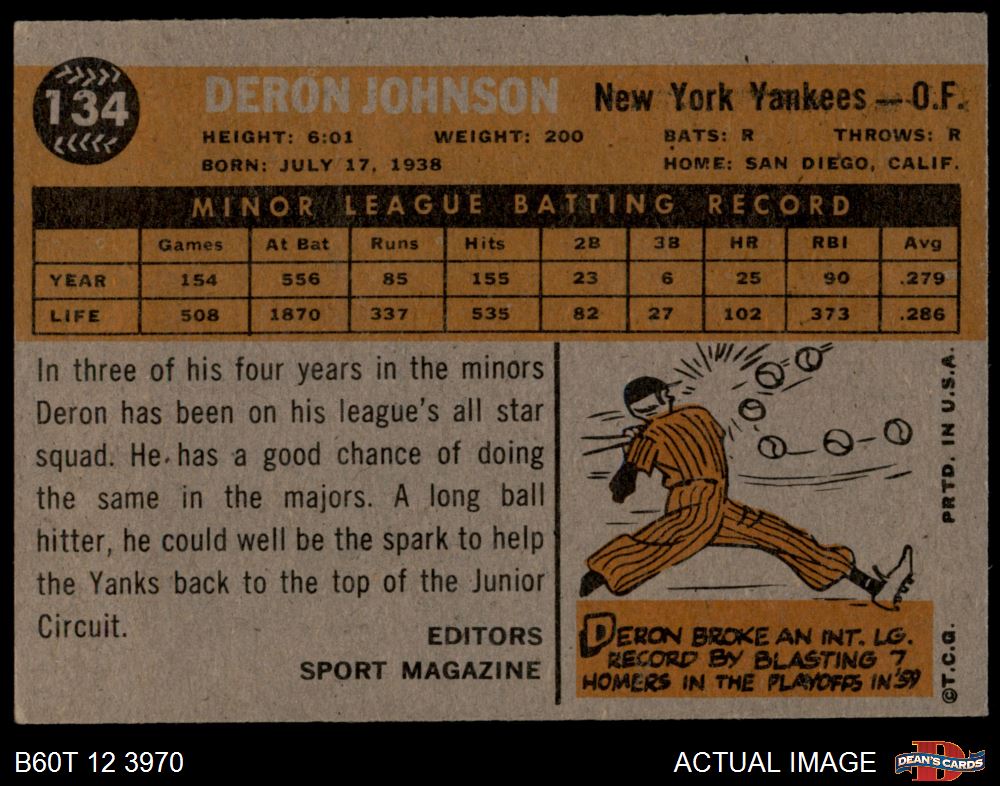 134
DERON JOHNSON New York Yankees — O.F.
HEIGHT: 6:01 WEIGHT: 200 BATS: R THROWS: R
BORN: JULY 17, 1938 HOME: SAN DIEGO, CALIF.
MINOR LEAGUE BATTING RECORD
Games At Bat Runs Hits 2B 3B HR RBI Avg
YEAR 154 556 85 155 23 6 25 90 .279
LIFE 508 1870 337 535 82 27 102 373 .286
In three of his four years in the minors
Deron has been on his league's all star
squad. He has a good chance of doing
the same in the majors. A long ball
hitter, he could well be the spark to help
the Yanks back to the top of the Junior
Circuit.
EDITORS
SPORT MAGAZINE
DERON BROKE AN INT. LG.
RECORD BY BLASTING 7
HOMERS IN THE PLAYOFFS IN '59
©T.C.G. PRTD. IN U.S.A.
B60T 12 3970 ACTUAL IMAGE
D
DEAN'S CARDS